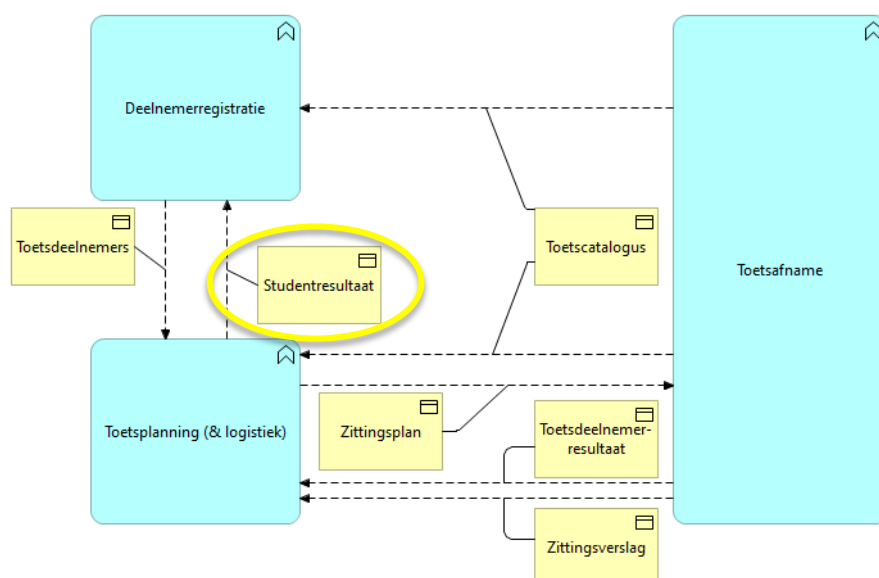 Deelnemerregistratie
Toetsdeelnemers
Studentresultaat
Toetscatalogus
Toetsafname
Toetsplanning (& logistiek)
Zittingsplan
Toetsdeelnemer-
resultaat
Zittingsverslag